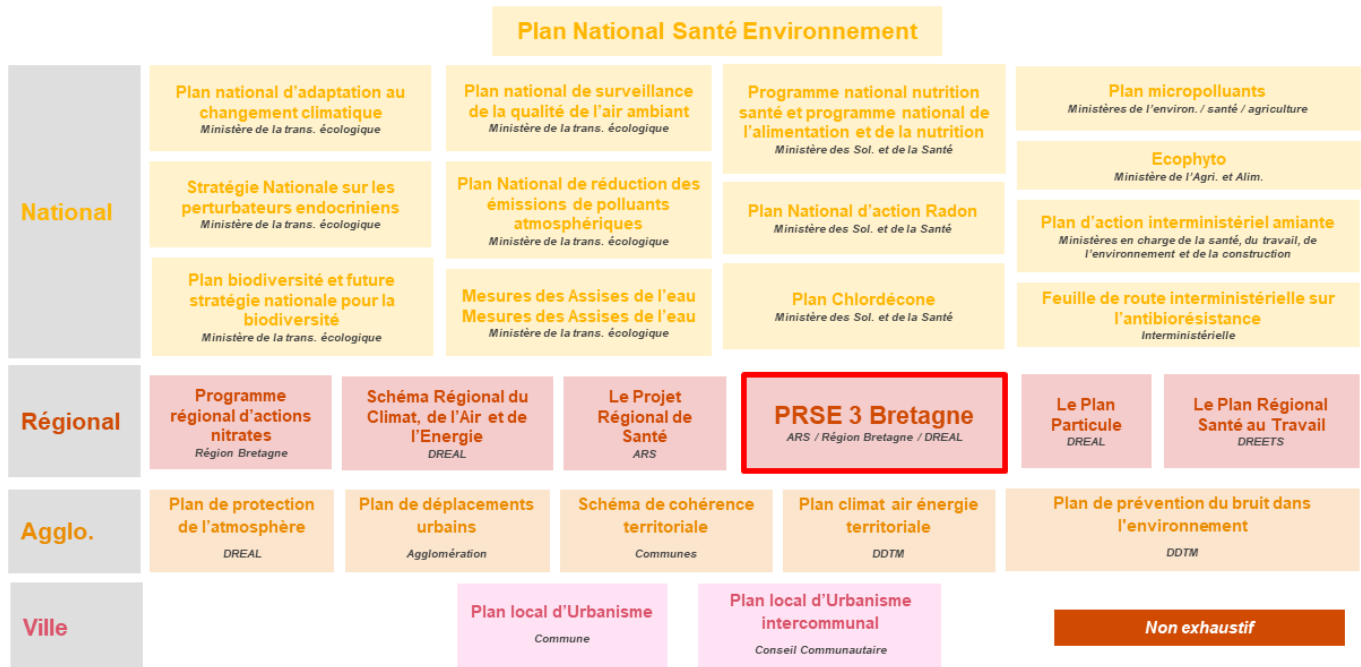 Plan National Santé Environnement
National
Plan national d'adaptation au
changement climatique
Ministère de la trans. écologique
Plan national de surveillance
de la qualité de l'air ambiant
Ministère de la trans. écologique
Programme national nutrition
santé et programme national de
l'alimentation et de la nutrition
Ministère des Sol. et de la Santé
Plan micropolluants
Ministères de l'environ. / santé / agriculture
Ecophyto
Ministère de l'Agri. et Alim.
Stratégie Nationale sur les
perturbateurs endocriniens
Ministère de la trans. écologique
Plan National de réduction des
émissions de polluants
atmosphériques
Ministère de la trans. écologique
Plan National d'action Radon
Ministère des Sol. et de la Santé
Plan d'action interministériel amiante
Ministères en charge de la santé, du travail, de
l'environnement et de la construction
Plan biodiversité et future
stratégie nationale pour la
biodiversité
Ministère de la trans. écologique
Mesures des Assises de l'eau
Mesures des Assises de l'eau
Ministère de la trans. écologique
Plan Chlordécone
Ministère des Sol. et de la Santé
Feuille de route interministérielle sur
l'antibiorésistance
Interministérielle
Régional
Programme
régional d'actions
nitrates
Région Bretagne
Schéma Régional du
Climat, de l'Air et de
l'Energie
DREAL
Le Projet
Régional de
Santé
ARS
PRSE 3 Bretagne
ARS / Région Bretagne / DREAL
Le Plan
Particule
DREAL
Le Plan Régional
Santé au Travail
DREETS
Agglo.
Plan de protection
de l'atmosphère
DREAL
Plan de déplacements
urbains
Agglomération
Schéma de cohérence
territoriale
Communes
Plan climat air énergie
territoriale
DDTM
Plan de prévention du bruit dans
l'environnement
DDTM
Ville
Plan local d'Urbanisme
Commune
Plan local d'Urbanisme
intercommunal
Conseil Communautaire
Non exhaustif